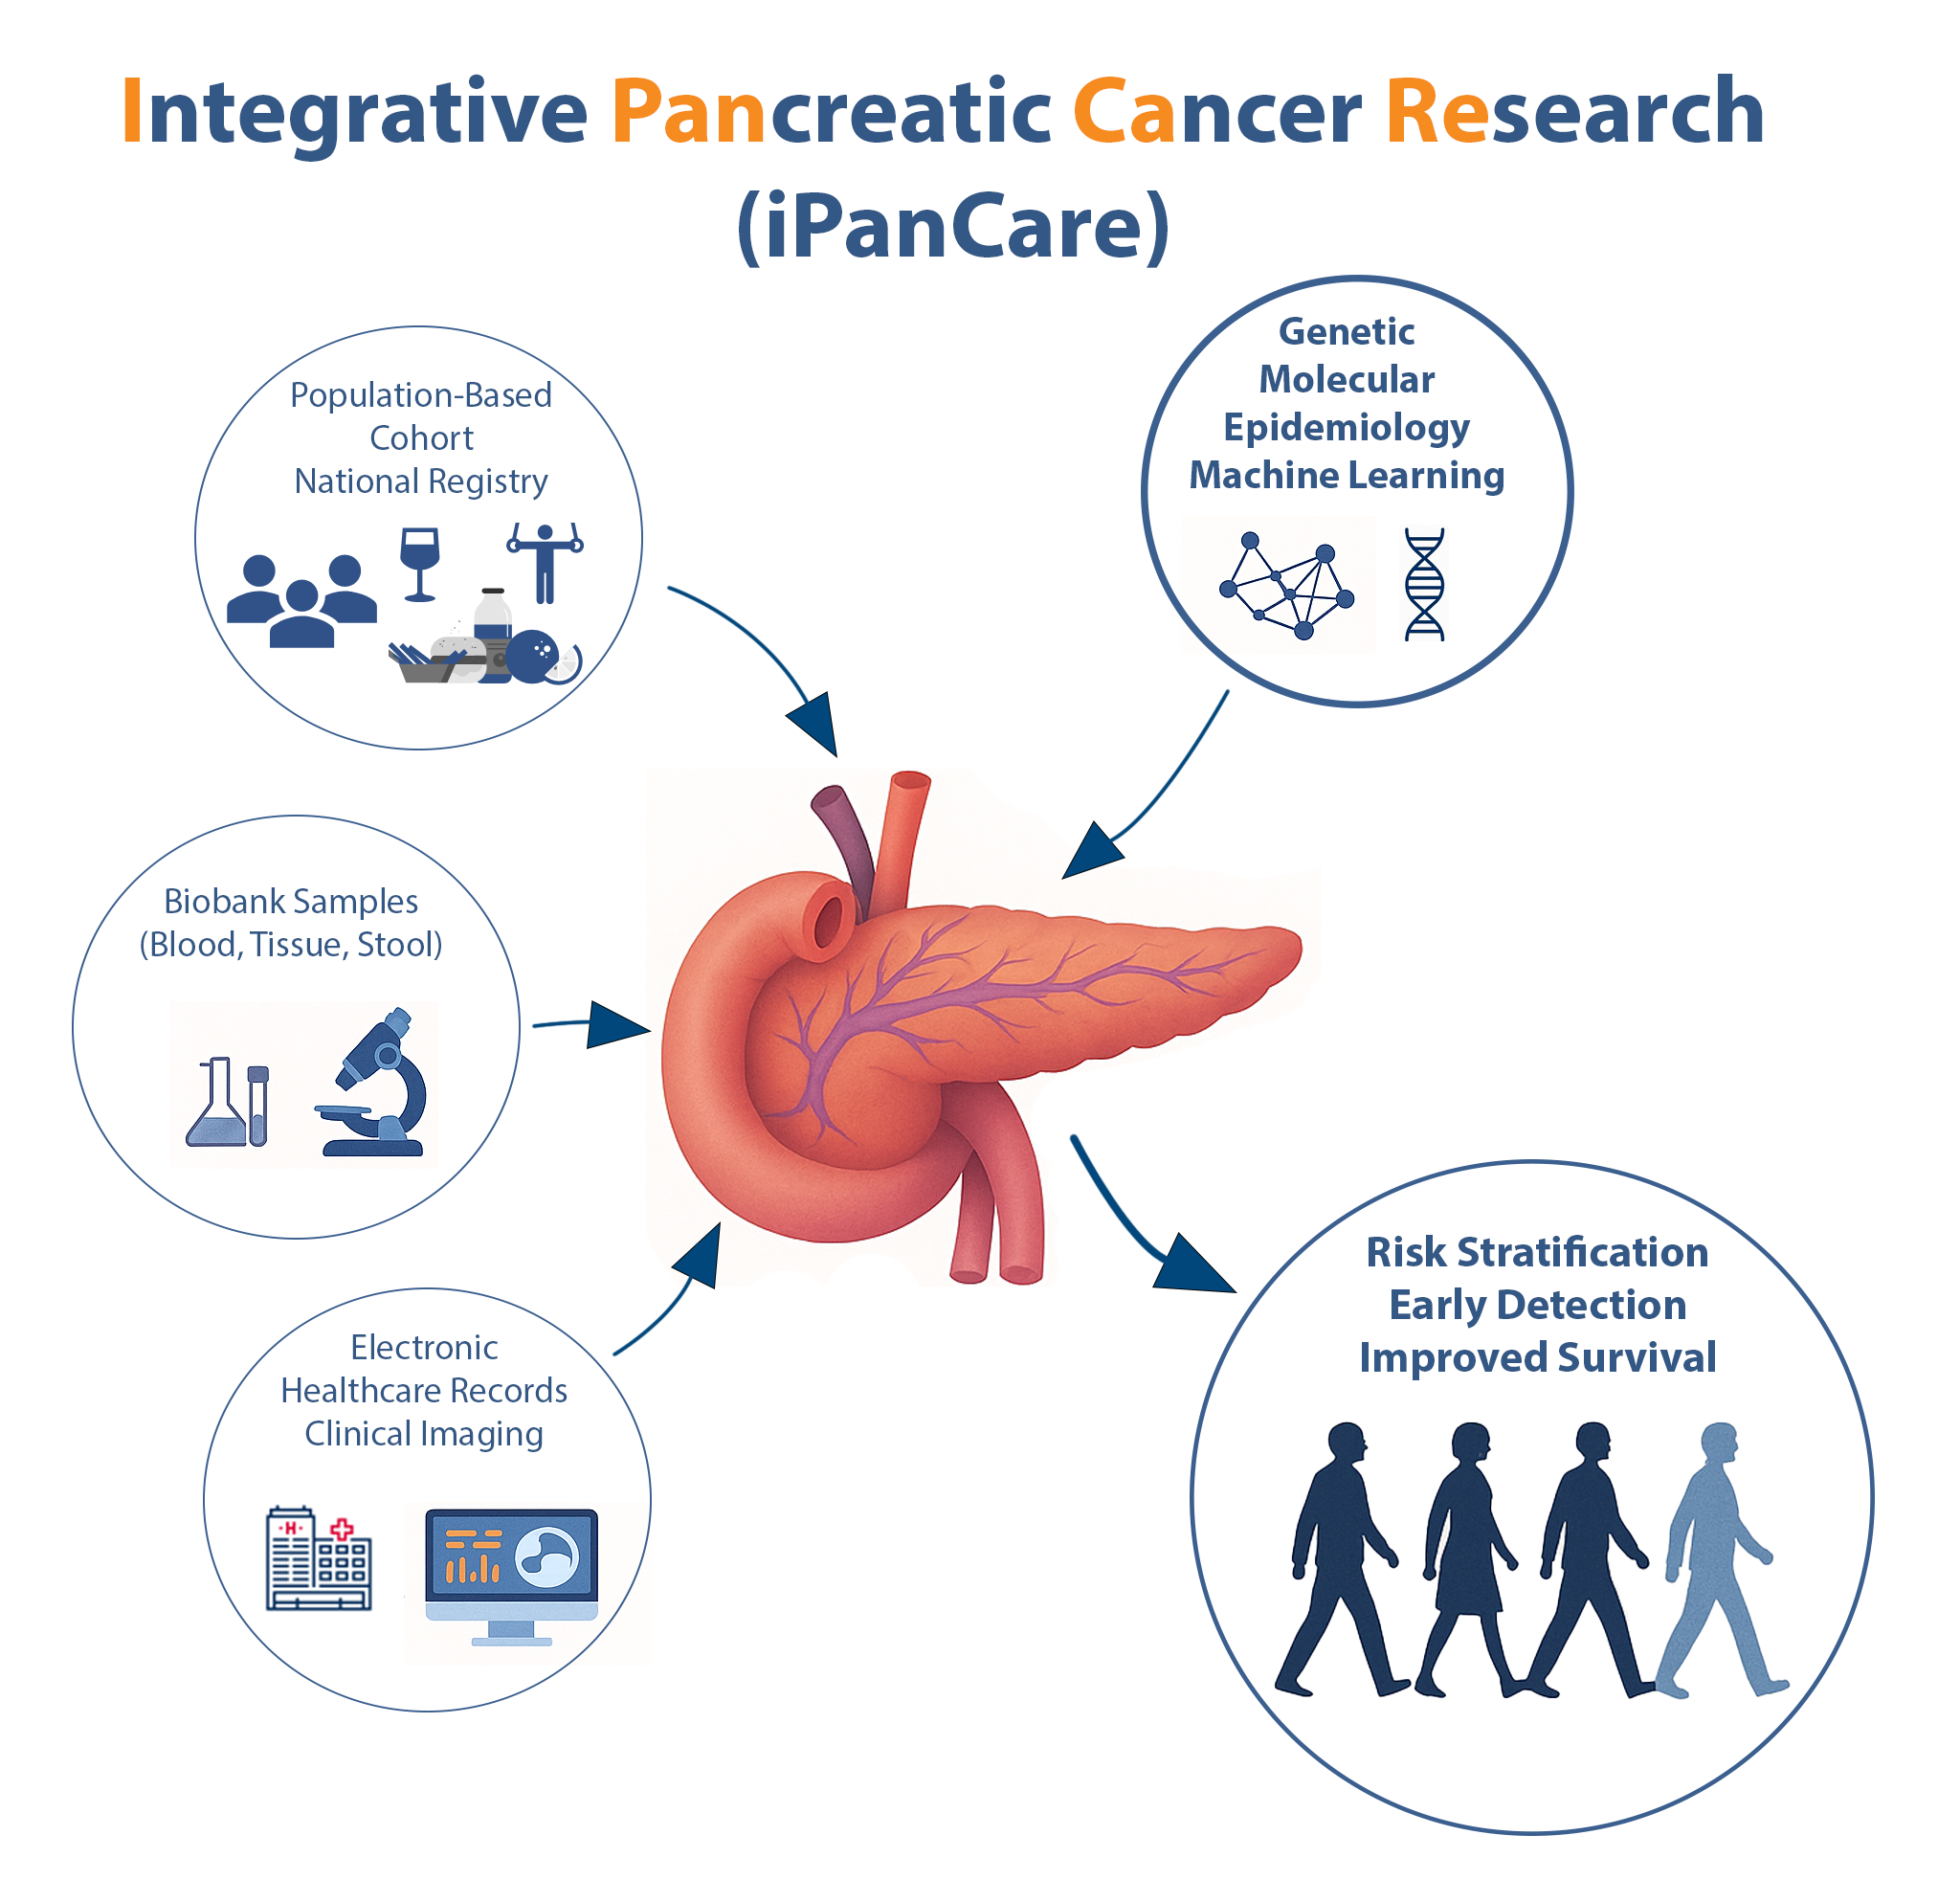 Integrative Pancreatic Cancer Research
(iPanCare)
Population-Based
Cohort
National Registry
Genetic
Molecular
Epidemiology
Machine Learning
Biobank Samples
(Blood, Tissue, Stool)
Electronic
Healthcare Records
Clinical Imaging
H
Risk Stratification
Early Detection
Improved Survival